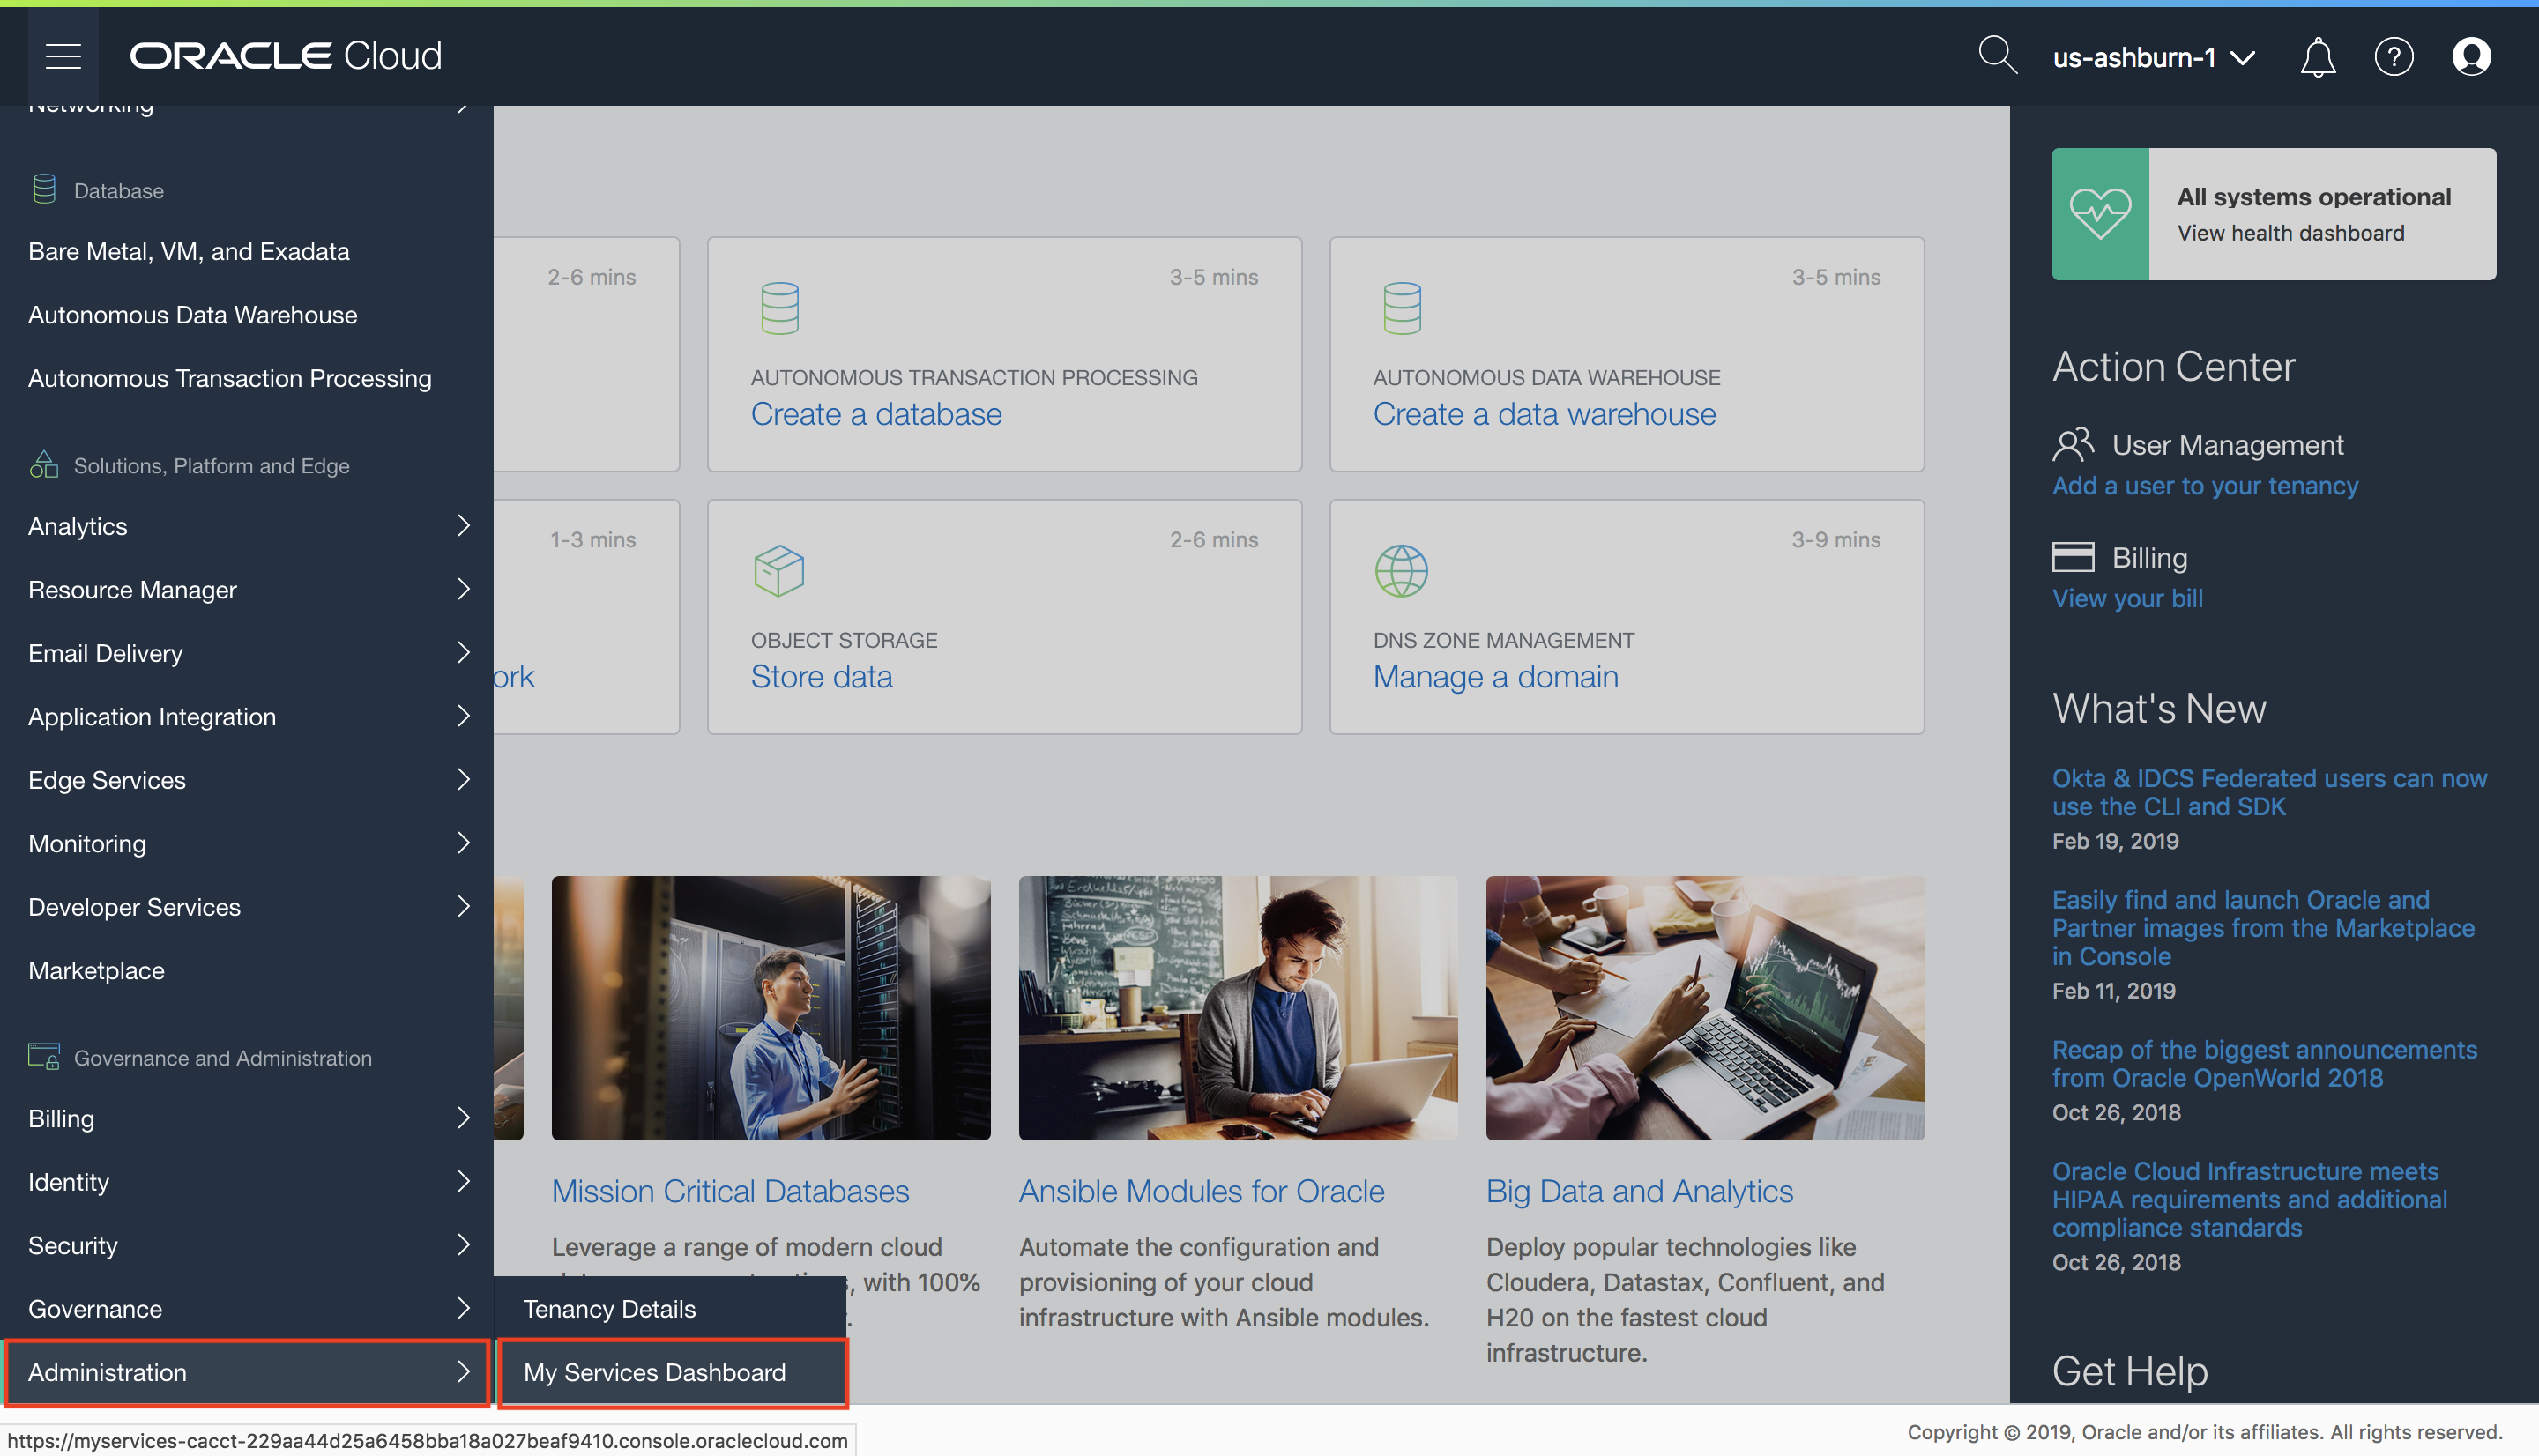 ORACLE Cloud
us-ashburn-1
Networking
Database
Bare Metal, VM, and Exadata
Autonomous Data Warehouse
Autonomous Transaction Processing
Solutions, Platform and Edge
Analytics
Resource Manager
Email Delivery
Application Integration
Edge Services
Monitoring
Developer Services
Marketplace
Governance and Administration
Billing
Identity
Security
Governance
Administration
Tenancy Details
My Services Dashboard
2-6 mins
3-5 mins
AUTONOMOUS TRANSACTION PROCESSING
Create a database
3-5 mins
AUTONOMOUS DATA WAREHOUSE
Create a data warehouse
1-3 mins
ork
2-6 mins
OBJECT STORAGE
Store data
3-9 mins
DNS ZONE MANAGEMENT
Manage a domain
Mission Critical Databases
Leverage a range of modern cloud
, with 100%
.
Ansible Modules for Oracle
Automate the configuration and
provisioning of your cloud
infrastructure with Ansible modules.
Big Data and Analytics
Deploy popular technologies like
Cloudera, Datastax, Confluent, and
H20 on the fastest cloud
infrastructure.
All systems operational
View health dashboard
Action Center
User Management
Add a user to your tenancy
Billing
View your bill
What's New
Okta & IDCS Federated users can now
use the CLI and SDK
Feb 19, 2019
Easily find and launch Oracle and
Partner images from the Marketplace
in Console
Feb 11, 2019
Recap of the biggest announcements
from Oracle OpenWorld 2018
Oct 26, 2018
Oracle Cloud Infrastructure meets
HIPAA requirements and additional
compliance standards
Oct 26, 2018
Get Help
https://myservices-cacct-229aa44d25a6458bba18a027beaf9410.console.oraclecloud.com
Copyright © 2019, Oracle and/or its affiliates. All rights reserved.